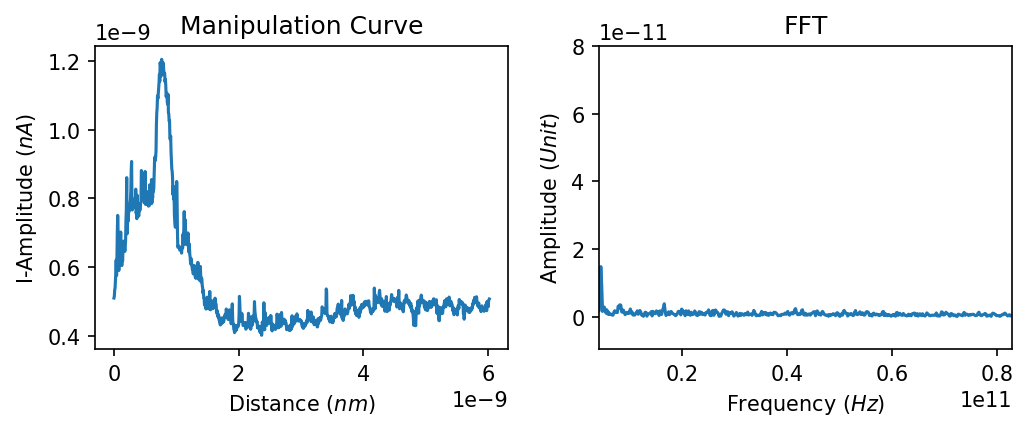 Manipulation Curve
1e−9
I-Amplitude (nA)
1.2
1.0
0.8
0.6
0.4
0 2 4 6
Distance (nm)
1e−9
FFT
1e−11
Amplitude (Unit)
8
6
4
2
0
0.2 0.4 0.6 0.8
Frequency (Hz)
1e11